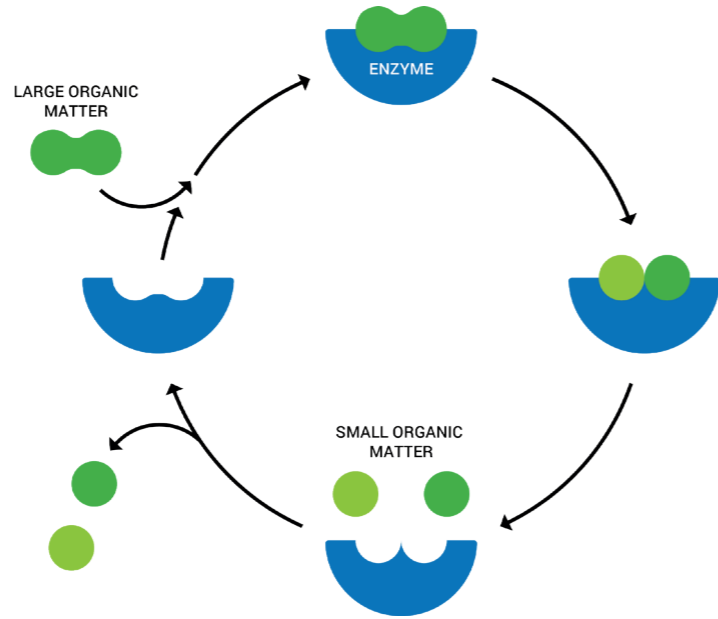 ENZYME
LARGE ORGANIC
MATTER
SMALL ORGANIC
MATTER